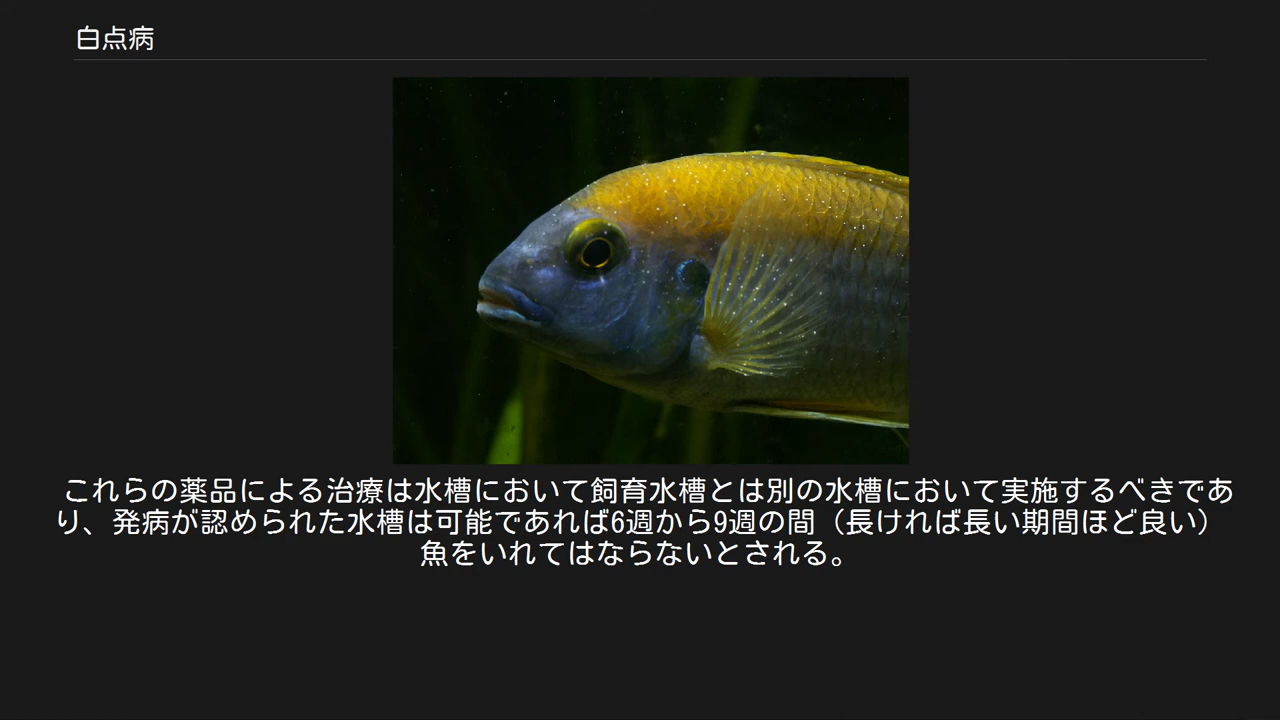 白点病
これらの薬品による治療は水槽において飼育水槽とは別の水槽において実施するべきであ
り、発病が認められた水槽は可能であれば6週から9週の間（長ければ長い期間ほど良い）
魚をいれてはならないとされる。